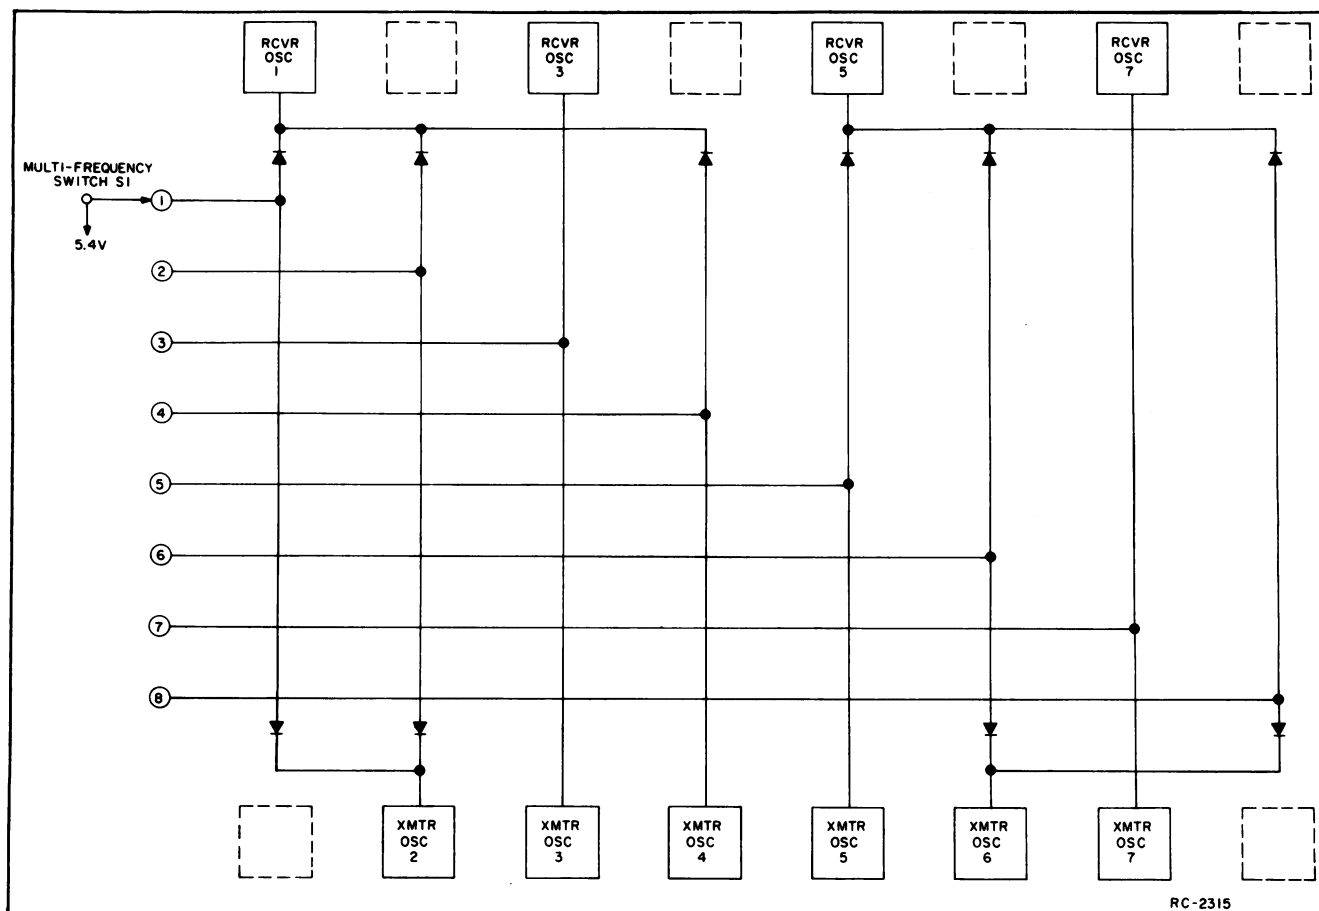 RCVR
OSC
1
RCVR
OSC
3
RCVR
OSC
5
RCVR
OSC
7
MULTI-FREQUENCY
SWITCH S1
5.4V
1
2
3
4
5
6
7
8
XMTR
OSC
2
XMTR
OSC
3
XMTR
OSC
4
XMTR
OSC
5
XMTR
OSC
6
XMTR
OSC
7
RC-2315